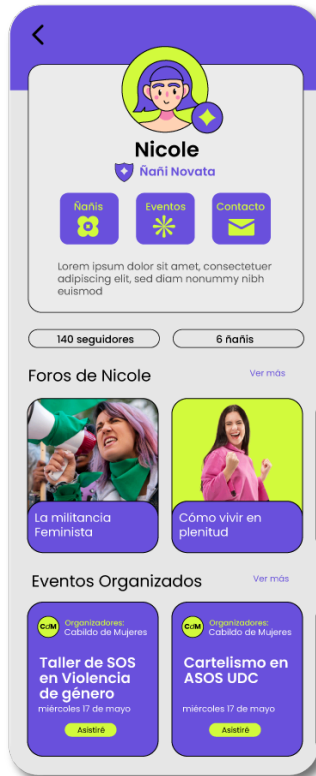 Nicole
Ñañi Novata
Ñañis
Eventos
Contacto
Lorem ipsum dolor sit amet, consectetuer
adipiscing elit, sed diam nonummy nibh
euismod
140 seguidores
6 ñañis
Foros de Nicole
Ver más
La militancia
Feminista
Cómo vivir en
plenitud
Eventos Organizados
Ver más
CdM
Organizadores:
Cabildo de Mujeres
Taller de SOS
en Violencia
de género
miércoles 17 de mayo
Asistiré
CdM
Organizadores:
Cabildo de Mujeres
Cartelismo en
ASOS UDC
miércoles 17 de mayo
Asistiré